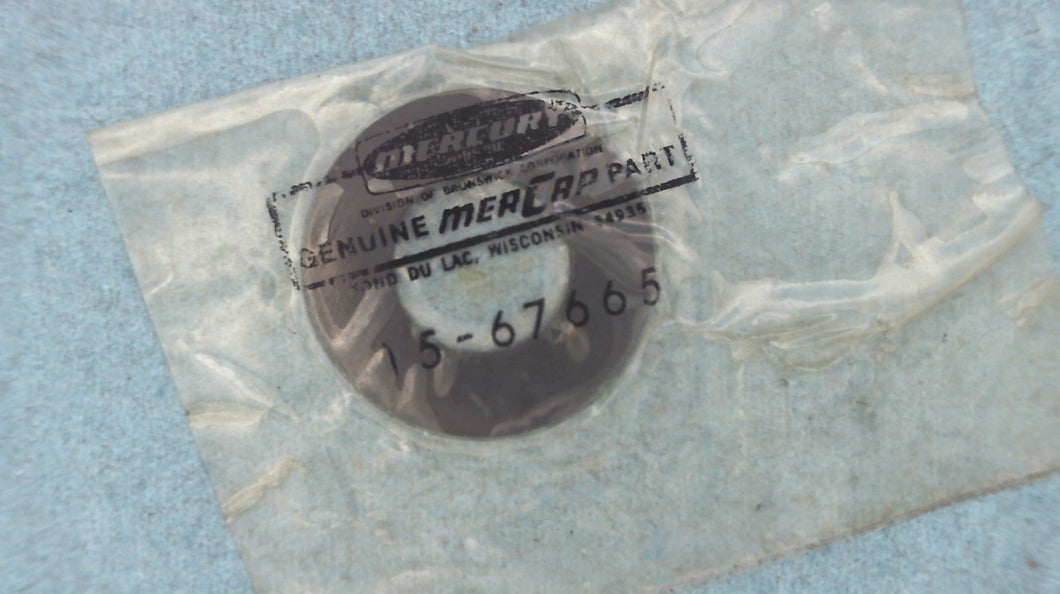 MERCURY
DIVISION OF BRUNSWICK CORPORATION
GENUINE MERCAP PART
FOND DU LAC, WISCONSIN 54935
15-67665